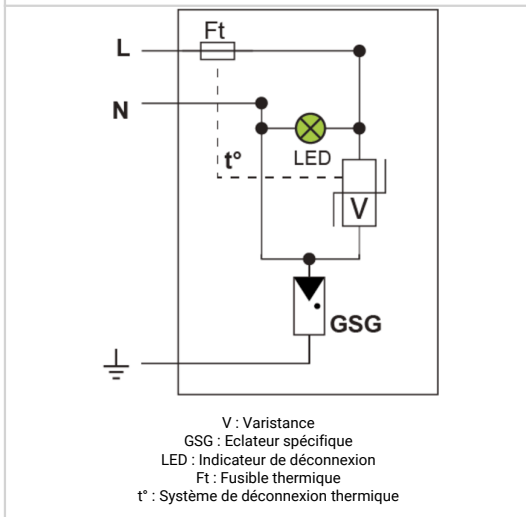 Ft
L
N
LED
t°
V
GSG
V : Varistance
GSG : Eclateur spécifique
LED : Indicateur de déconnexion
Ft : Fusible thermique
t° : Système de déconnexion thermique